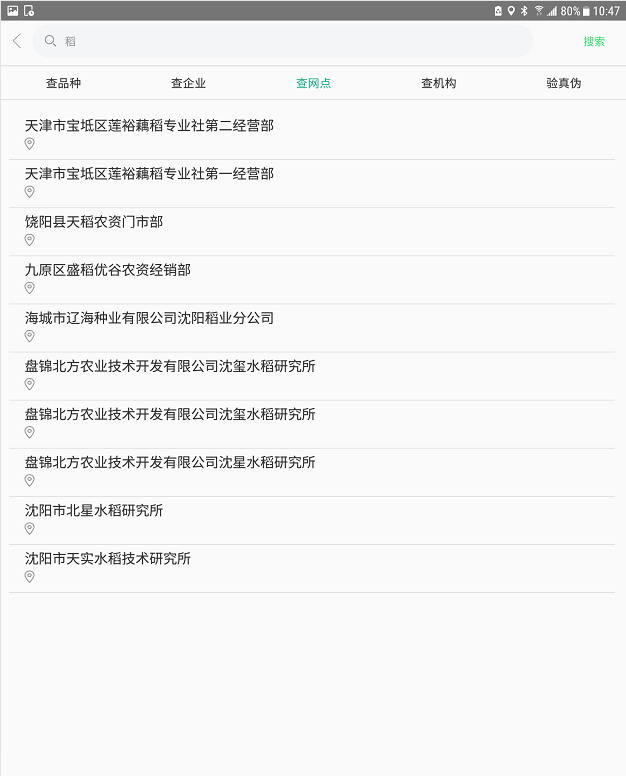 80% 10:47
稻
搜索
查品种 查企业 查网点 查机构 验真伪
天津市宝坻区莲裕藕稻专业社第二经营部
天津市宝坻区莲裕藕稻专业社第一经营部
饶阳县天稻农资门市部
九原区盛稻优谷农资经销部
海城市辽海种业有限公司沈阳稻业分公司
盘锦北方农业技术开发有限公司沈玺水稻研究所
盘锦北方农业技术开发有限公司沈玺水稻研究所
盘锦北方农业技术开发有限公司沈星水稻研究所
沈阳市北星水稻研究所
沈阳市天实水稻技术研究所